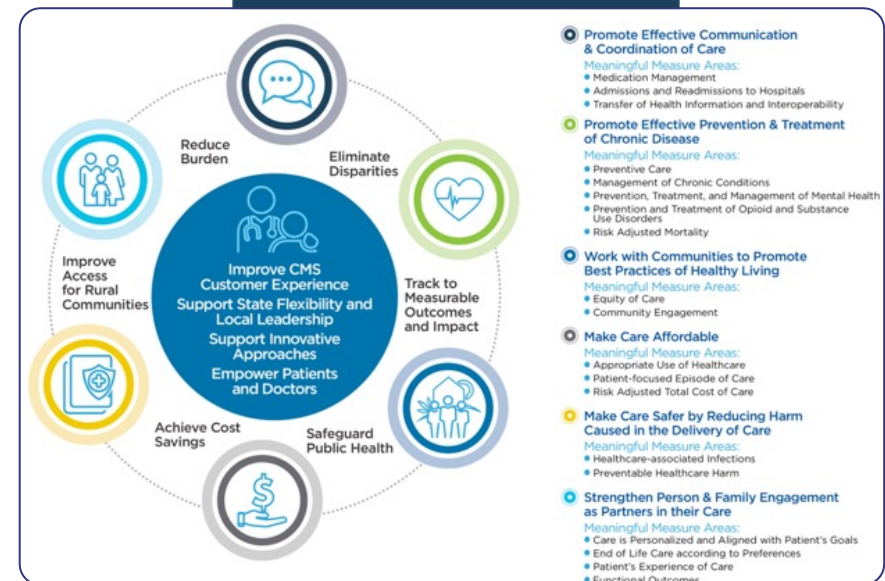 Reduce
Burden
Eliminate
Disparities
Improve
Access
for Rural
Communities
Improve CMS
Customer Experience
Support State Flexibility and
Local Leadership
Support Innovative
Approaches
Empower Patients
and Doctors
Track to
Measurable
Outcomes
and Impact
Achieve Cost
Savings
Safeguard
Public Health
$
Promote Effective Communication
& Coordination of Care
Meaningful Measure Areas:
• Medication Management
• Admissions and Readmissions to Hospitals
• Transfer of Health Information and Interoperability
Promote Effective Prevention & Treatment
of Chronic Disease
Meaningful Measure Areas:
• Preventive Care
• Management of Chronic Conditions
• Prevention, Treatment, and Management of Mental Health
• Prevention and Treatment of Opioid and Substance
Use Disorders
• Risk Adjusted Mortality
Work with Communities to Promote
Best Practices of Healthy Living
Meaningful Measure Areas:
• Equity of Care
• Community Engagement
Make Care Affordable
Meaningful Measure Areas:
• Appropriate Use of Healthcare
• Patient-focused Episode of Care
• Risk Adjusted Total Cost of Care
Make Care Safer by Reducing Harm
Caused in the Delivery of Care
Meaningful Measure Areas:
• Healthcare-associated Infections
• Preventable Healthcare Harm
Strengthen Person & Family Engagement
as Partners in their Care
Meaningful Measure Areas:
• Care is Personalized and Aligned with Patient's Goals
• End of Life Care according to Preferences
• Patient's Experience of Care
• Functional Outcomes